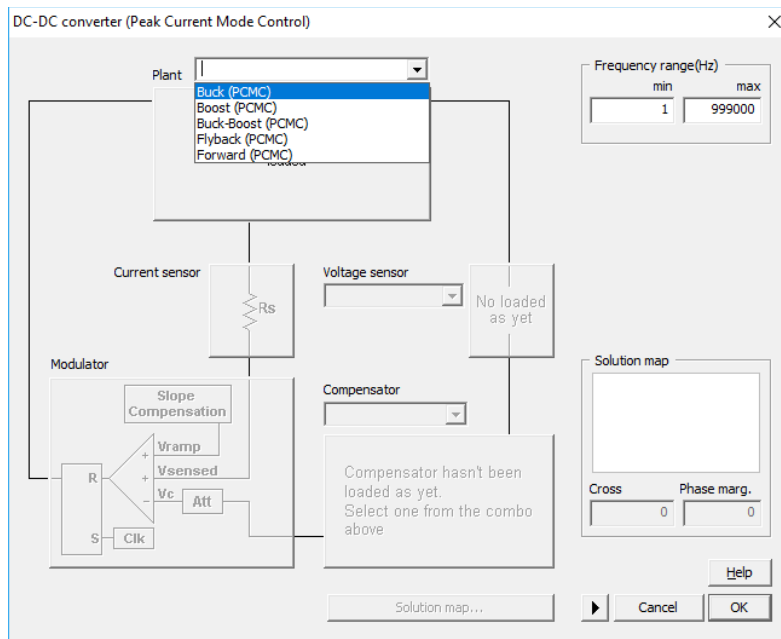 DC-DC converter (Peak Current Mode Control)
Plant
Buck (PCMC)
Boost (PCMC)
Buck-Boost (PCMC)
Flyback (PCMC)
Forward (PCMC)
loaded
Frequency range(Hz)
min max
1 999000
Current sensor
Rs
Voltage sensor
No loaded
as yet
Modulator
Slope
Compensation
Vramp
Vsensed
Vc
Att
R
S
Clk
+
+
−
Compensator
Compensator hasn't been
loaded as yet.
Select one from the combo
above
Solution map
Cross Phase marg.
0 0
Solution map...
Help
Cancel
OK